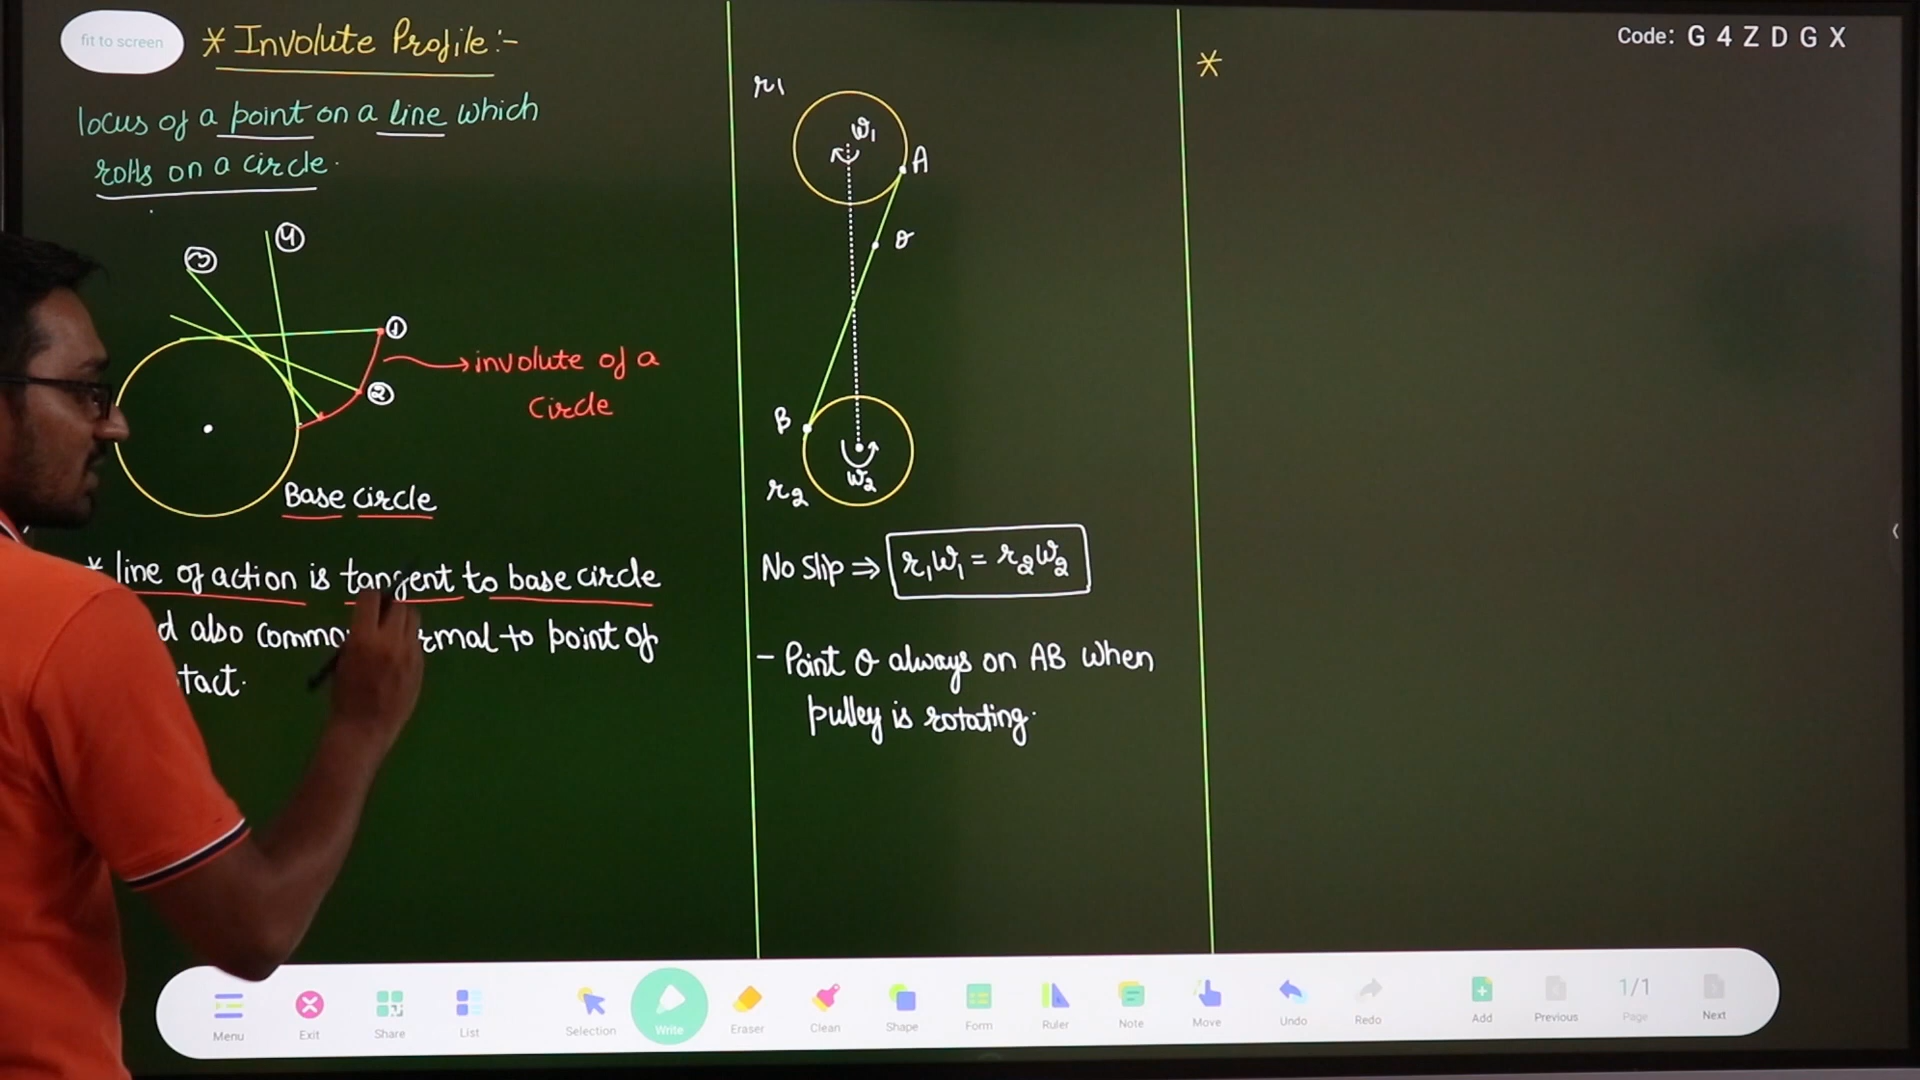 fit to screen
* Involute Profile:-
locus of a point on a line which
rolls on a circle.
③
④
①
②
involute of a
Circle
Base circle
* line of action is tangent to base circle
also
to point of
r1
ω1
A
O
B
ω2
r2
No Slip ⇒ r1ω1 = r2ω2
- Point O always on AB when
pulley is rotating.
*
Code: G 4 Z D G X
Menu
Exit
Share
List
Selection
Write
Eraser
Clean
Shape
Form
Ruler
Note
Move
Undo
Redo
Add
Previous
1/1
Page
Next